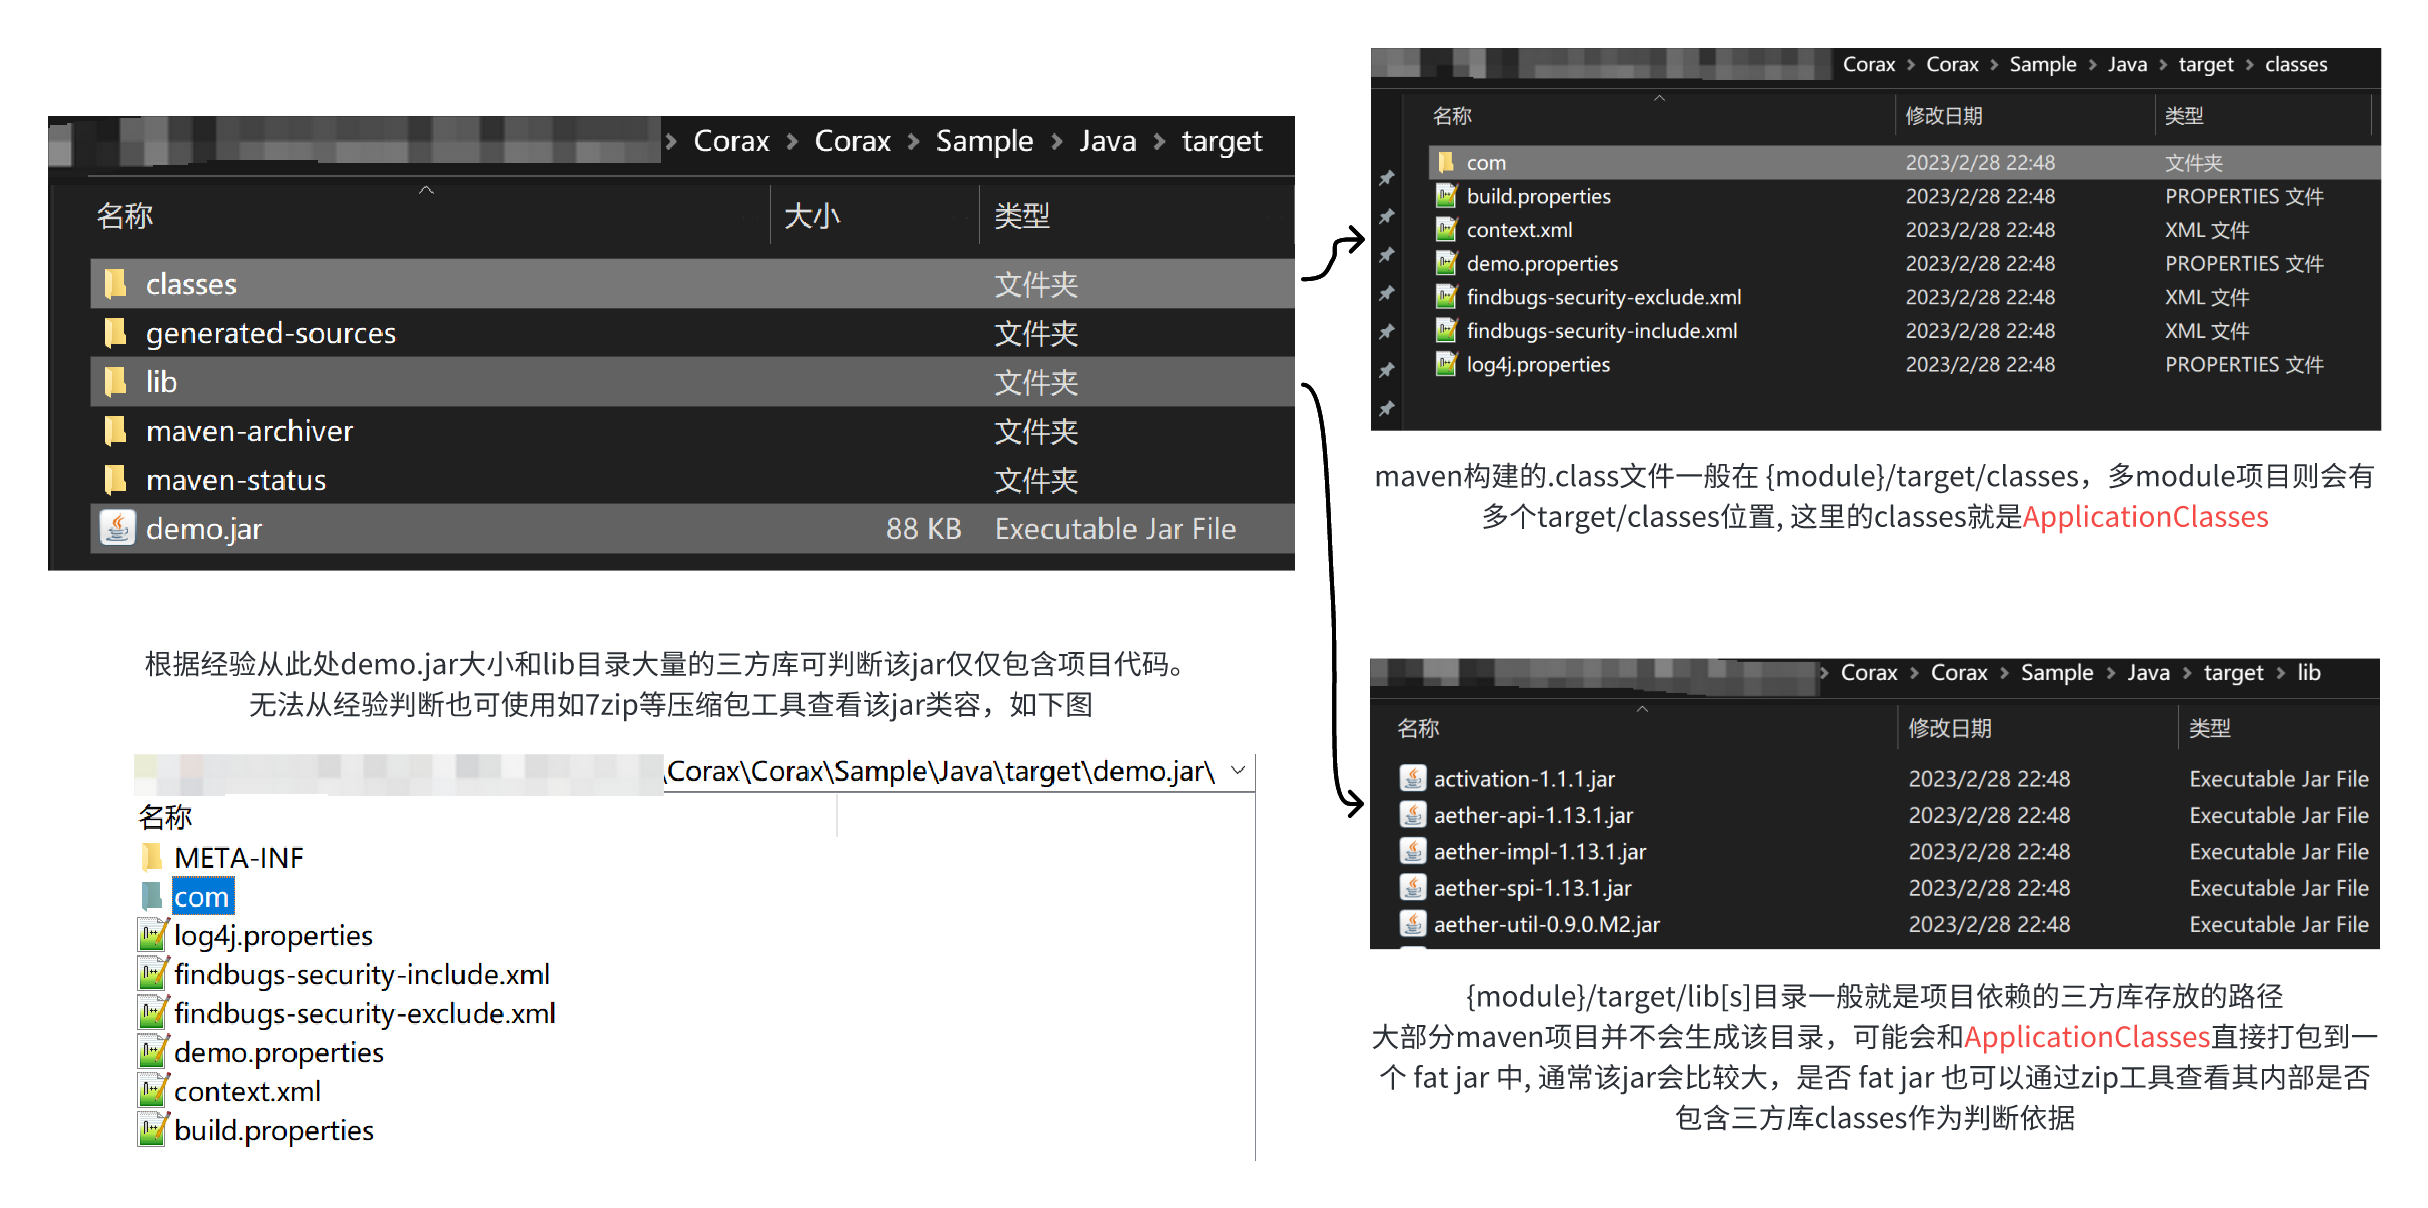 Corax > Corax > Sample > Java > target
名称 大小 类型
classes 文件夹
generated-sources 文件夹
lib 文件夹
maven-archiver 文件夹
maven-status 文件夹
demo.jar 88 KB Executable Jar File
根据经验从此处demo.jar大小和lib目录大量的三方库可判断该jar仅仅包含项目代码。
无法从经验判断也可使用如7zip等压缩包工具查看该jar类容，如下图
\Corax\Corax\Sample\Java\target\demo.jar\
名称
META-INF
com
log4j.properties
findbugs-security-include.xml
findbugs-security-exclude.xml
demo.properties
context.xml
build.properties
Corax > Corax > Sample > Java > target > classes
名称 修改日期 类型
com 2023/2/28 22:48 文件夹
build.properties 2023/2/28 22:48 PROPERTIES 文件
context.xml 2023/2/28 22:48 XML 文件
demo.properties 2023/2/28 22:48 PROPERTIES 文件
findbugs-security-exclude.xml 2023/2/28 22:48 XML 文件
findbugs-security-include.xml 2023/2/28 22:48 XML 文件
log4j.properties 2023/2/28 22:48 PROPERTIES 文件
maven构建的.class文件一般在 {module}/target/classes，多module项目则会有
多个target/classes位置, 这里的classes就是ApplicationClasses
Corax > Corax > Sample > Java > target > lib
名称 修改日期 类型
activation-1.1.1.jar 2023/2/28 22:48 Executable Jar File
aether-api-1.13.1.jar 2023/2/28 22:48 Executable Jar File
aether-impl-1.13.1.jar 2023/2/28 22:48 Executable Jar File
aether-spi-1.13.1.jar 2023/2/28 22:48 Executable Jar File
aether-util-0.9.0.M2.jar 2023/2/28 22:48 Executable Jar File
{module}/target/lib[s]目录一般就是项目依赖的三方库存放的路径
大部分maven项目并不会生成该目录，可能会和ApplicationClasses直接打包到一
个 fat jar 中, 通常该jar会比较大，是否 fat jar 也可以通过zip工具查看其内部是否
包含三方库classes作为判断依据